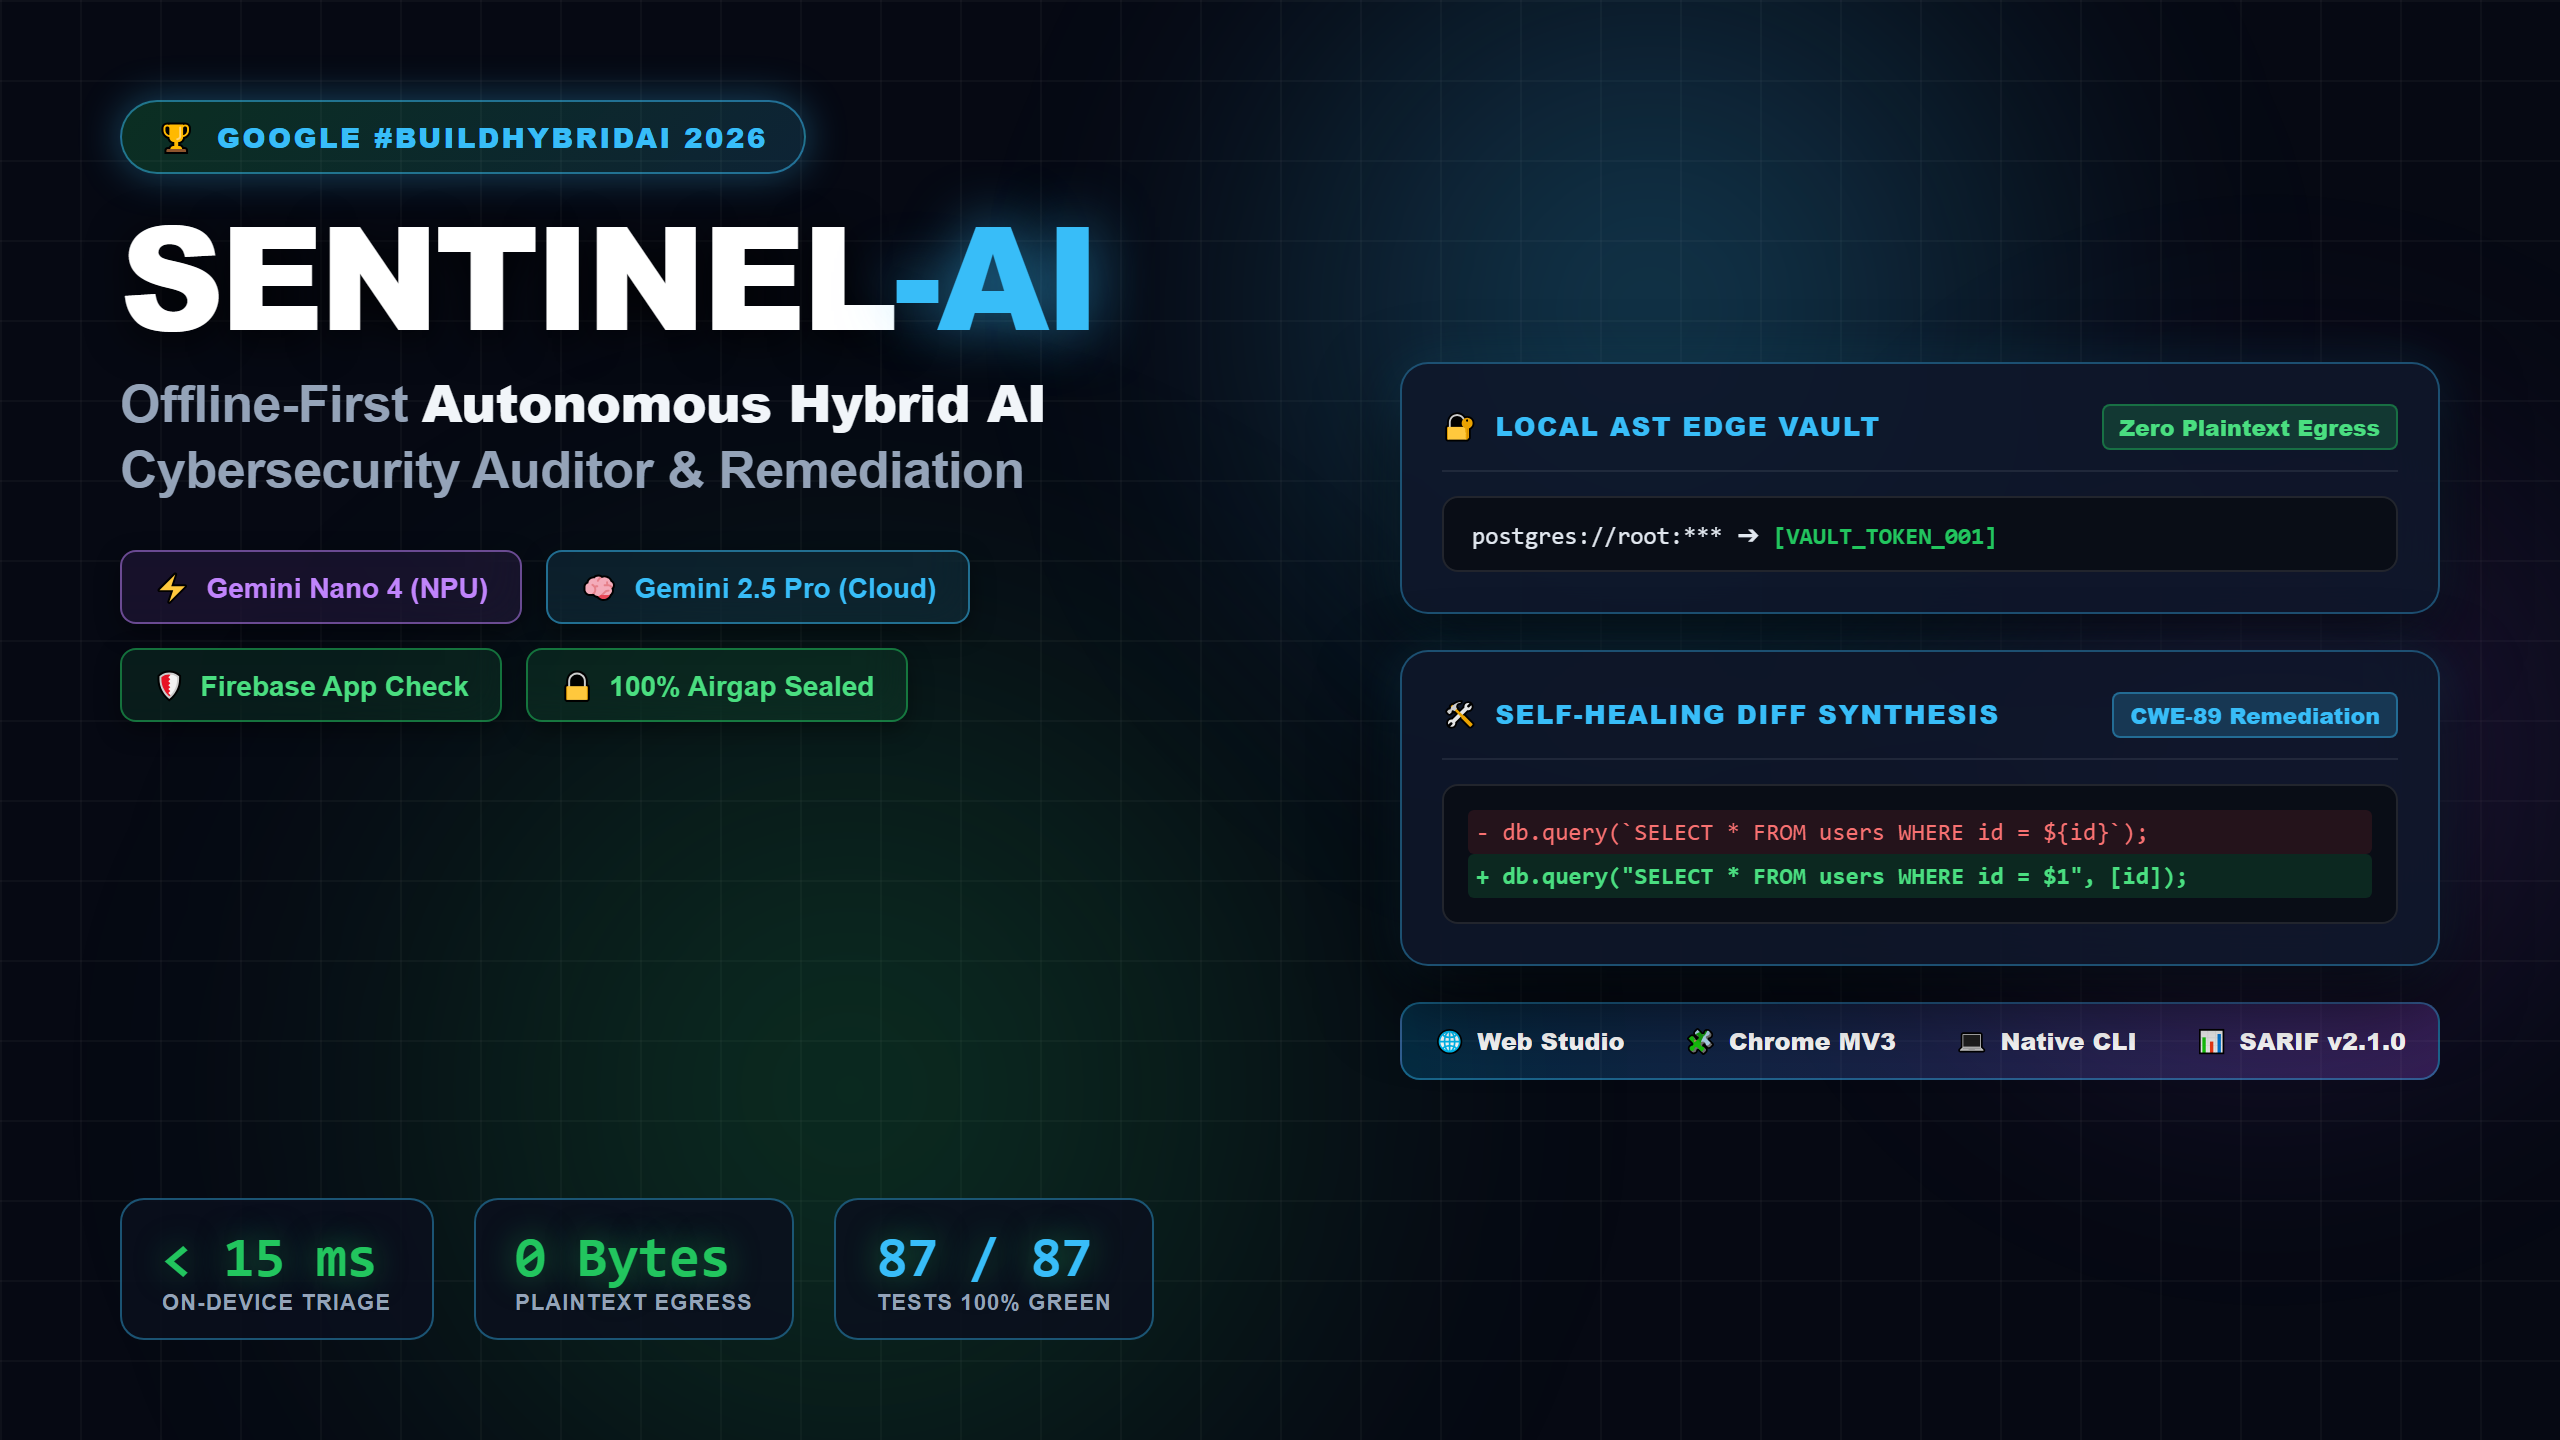 🏆 GOOGLE #BUILDHYBRIDAI 2026
SENTINEL-AI
Offline-First Autonomous Hybrid AI
Cybersecurity Auditor & Remediation
⚡ Gemini Nano 4 (NPU)
🧠 Gemini 2.5 Pro (Cloud)
🛡️ Firebase App Check
🔒 100% Airgap Sealed
< 15 ms
ON-DEVICE TRIAGE
0 Bytes
PLAINTEXT EGRESS
87 / 87
TESTS 100% GREEN
🔐 LOCAL AST EDGE VAULT
Zero Plaintext Egress
postgres://root:*** ➔ [VAULT_TOKEN_001]
🛠️ SELF-HEALING DIFF SYNTHESIS
CWE-89 Remediation
- db.query(`SELECT * FROM users WHERE id = ${id}`);
+ db.query("SELECT * FROM users WHERE id = $1", [id]);
🌐 Web Studio
🧩 Chrome MV3
💻 Native CLI
📊 SARIF v2.1.0